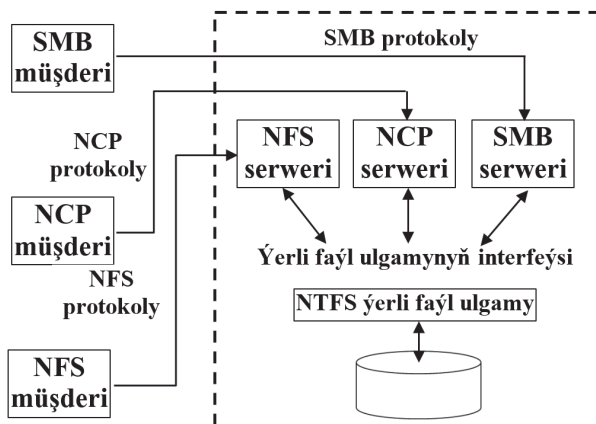 SMB
müşderi
SMB protokoly
NCP
protokoly
NFS
serweri
NCP
serweri
SMB
serweri
NCP
müşderi
Ýerli faýl ulgamynyň interfeýsi
NFS
protokoly
NTFS ýerli faýl ulgamy
NFS
müşderi